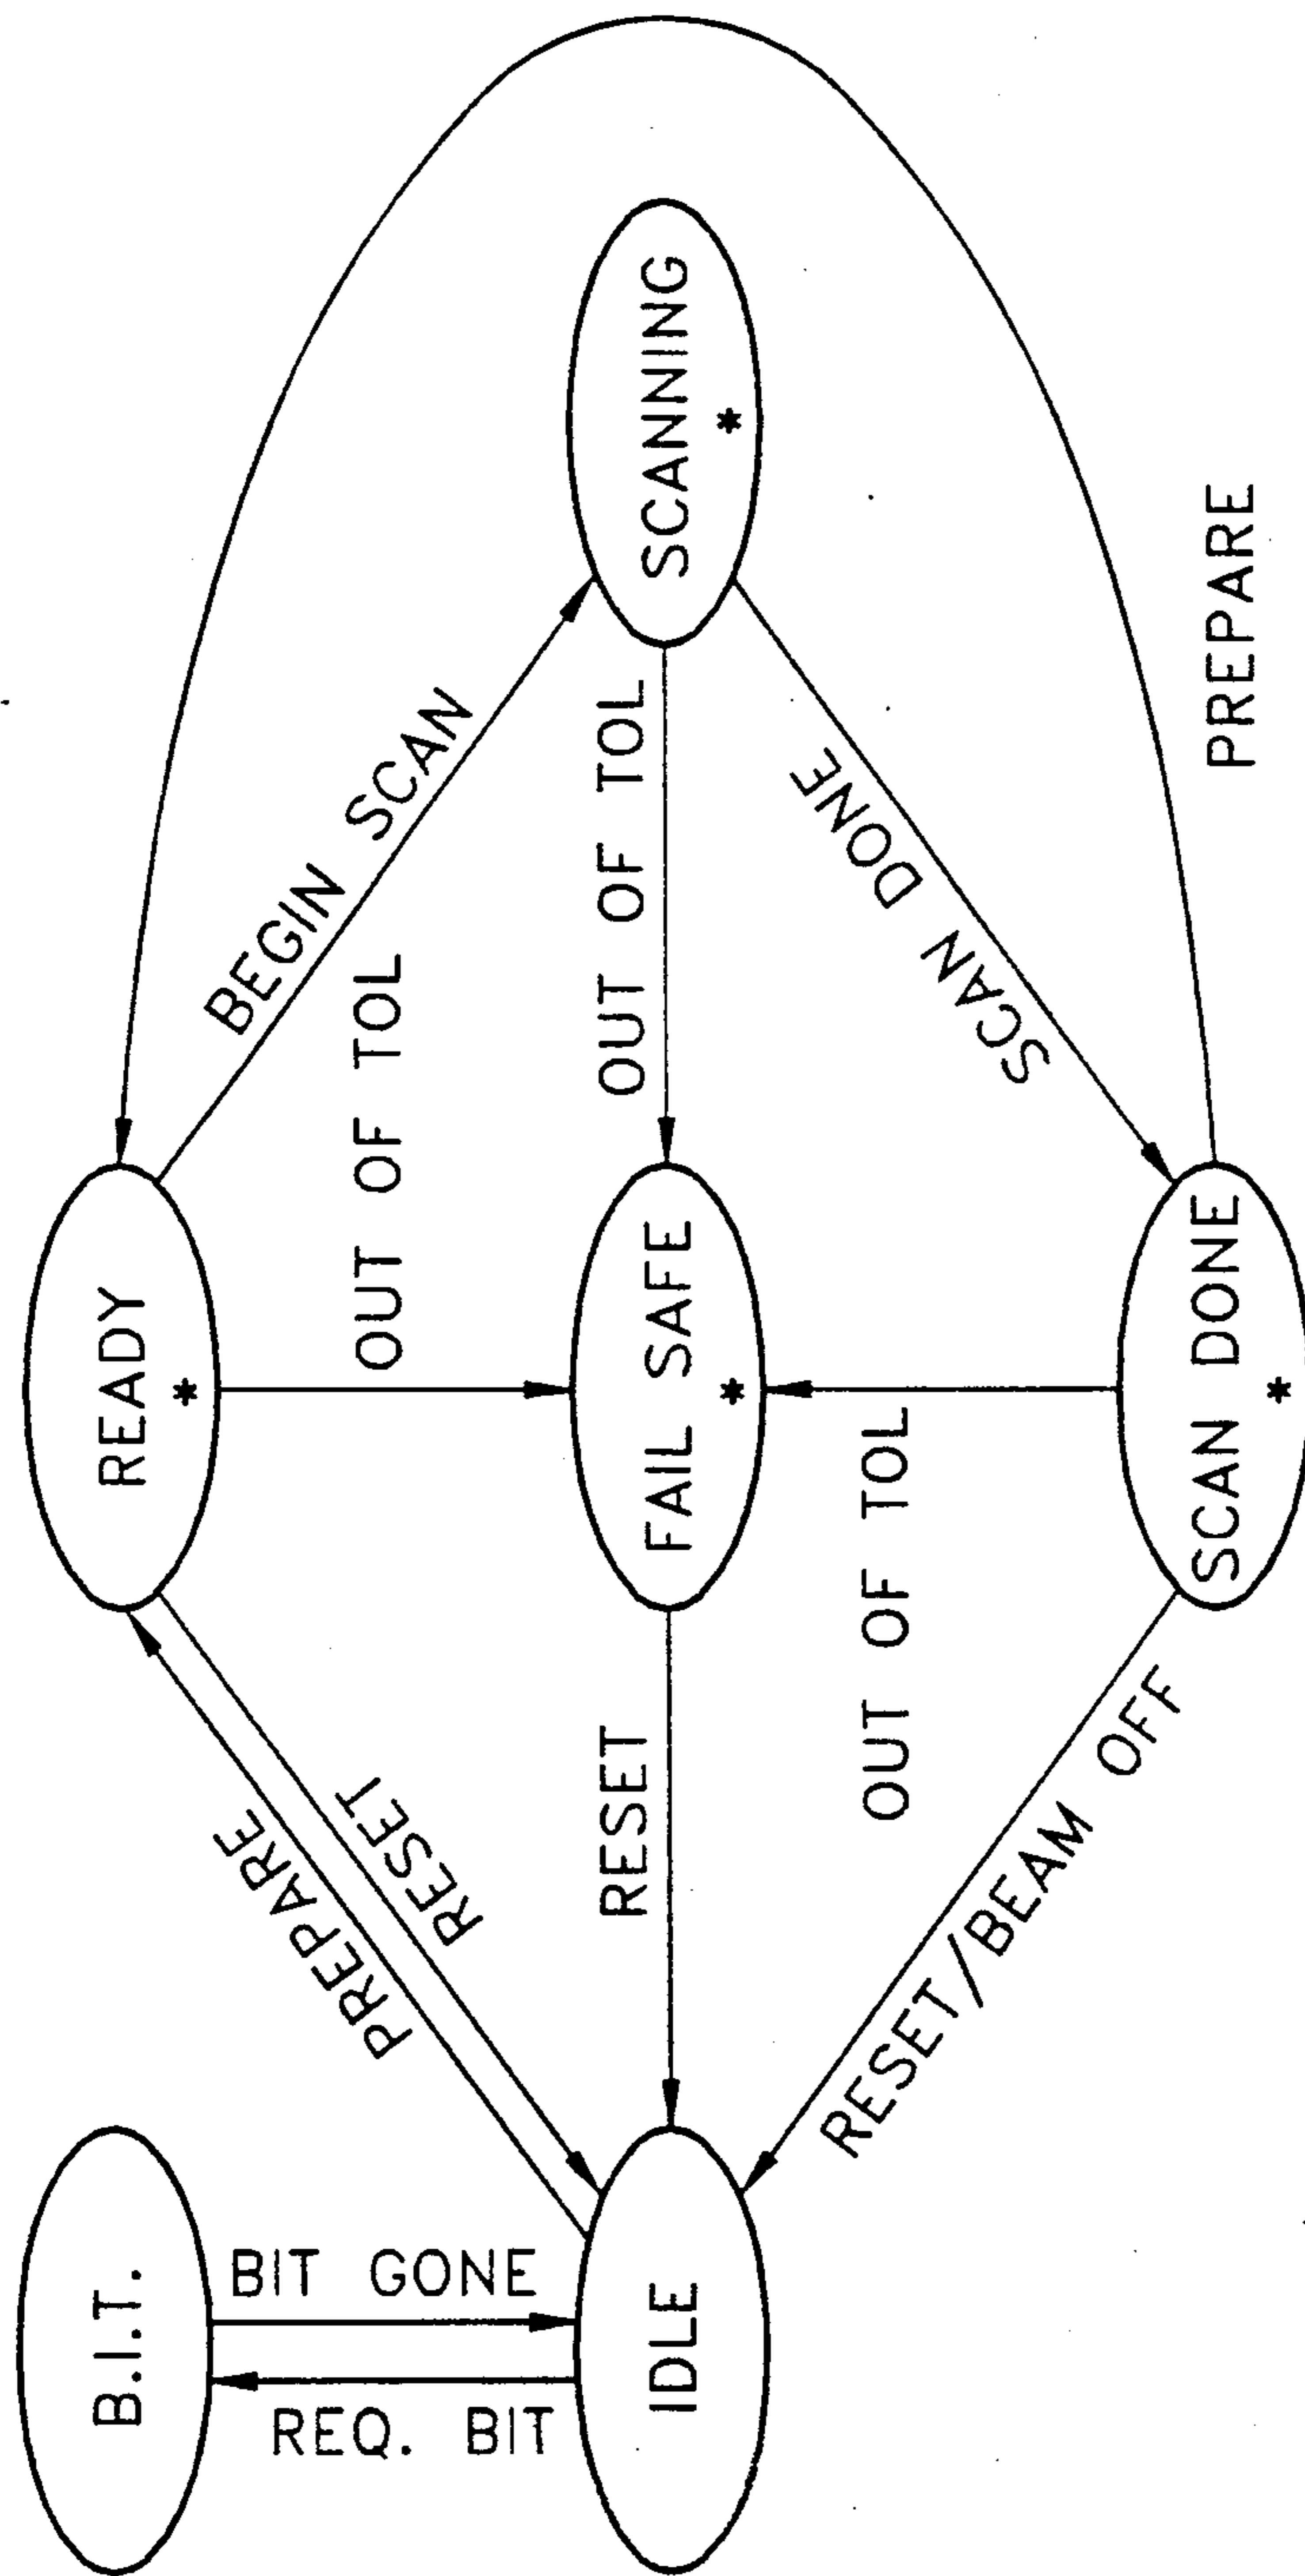 B.I.T.
BIT GONE
REQ. BIT
IDLE
PREPARE
RESET
READY
*
BEGIN SCAN
OUT OF TOL
RESET
FAIL SAFE
*
OUT OF TOL
SCANNING
*
OUT OF TOL
RESET/BEAM OFF
SCAN DONE
SCAN DONE
*
PREPARE